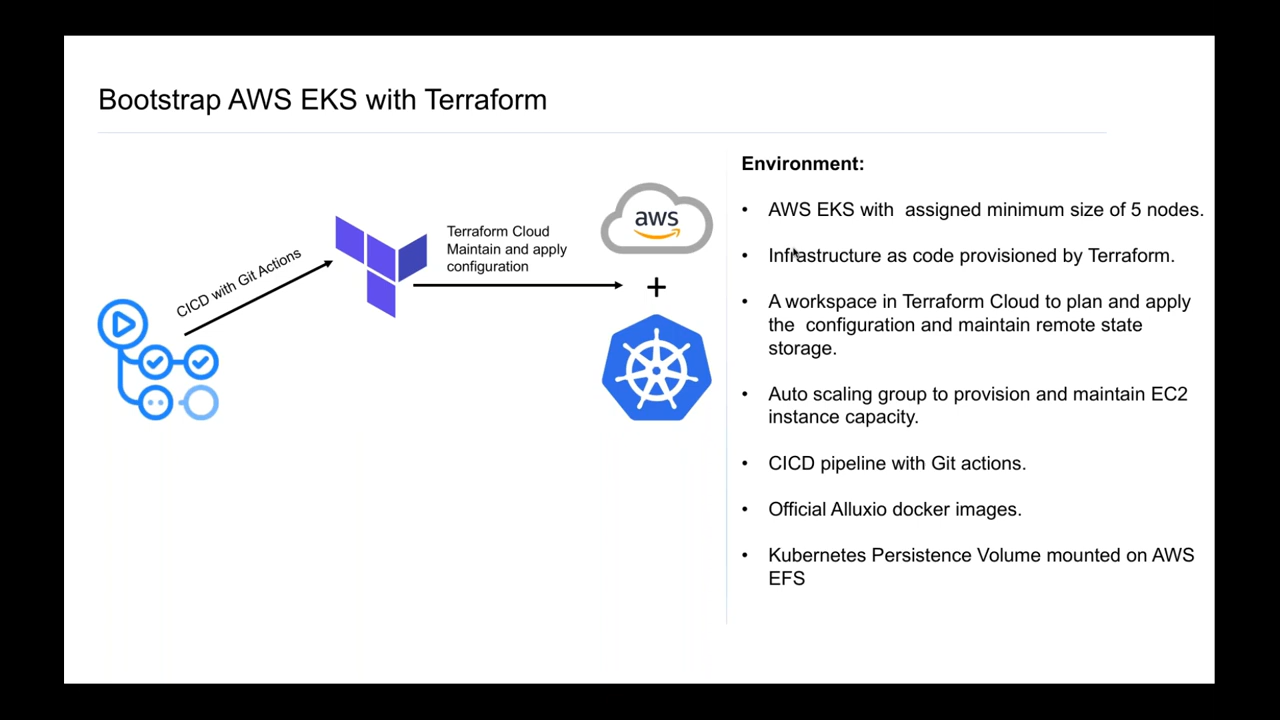 Bootstrap AWS EKS with Terraform
CICD with Git Actions
Terraform Cloud
Maintain and apply
configuration
aws
+
Environment:
• AWS EKS with  assigned minimum size of 5 nodes.
• Infrastructure as code provisioned by Terraform.
• A workspace in Terraform Cloud to plan and apply
the  configuration and maintain remote state
storage.
• Auto scaling group to provision and maintain EC2
instance capacity.
• CICD pipeline with Git actions.
• Official Alluxio docker images.
• Kubernetes Persistence Volume mounted on AWS
EFS